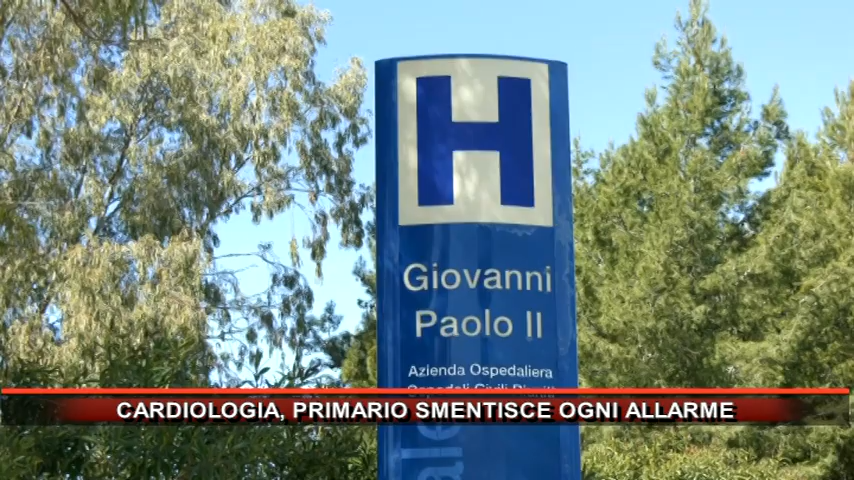 H
Giovanni
Paolo II
Azienda Ospedaliera
CARDIOLOGIA, PRIMARIO SMENTISCE OGNI ALLARME